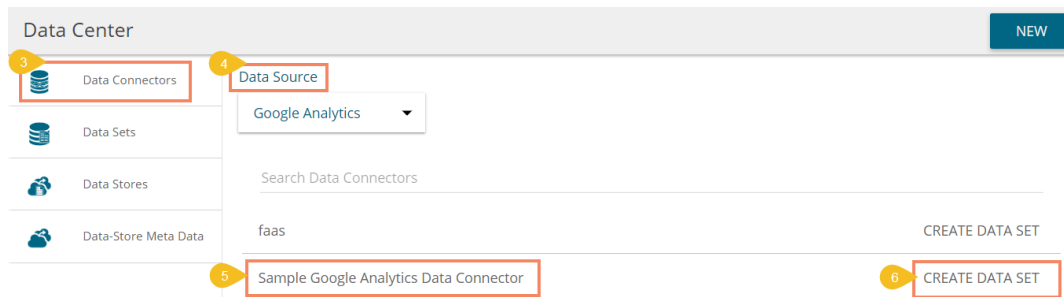 Data Center
NEW
3
Data Connectors
4
Data Source
Google Analytics
Data Sets
Data Stores
Search Data Connectors
Data-Store Meta Data
faas
CREATE DATA SET
5
Sample Google Analytics Data Connector
6
CREATE DATA SET